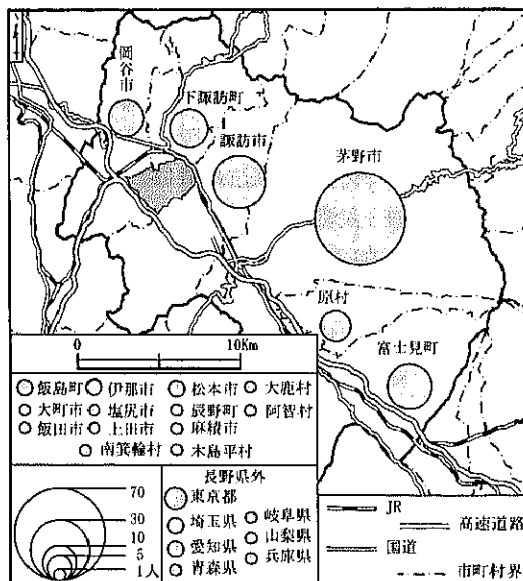 岡谷市
下諏訪町
諏訪市
茅野市
原村
富士見町
0 10Km
飯島町 伊那市 松本市 大鹿村
大町市 塩尻市 辰野町 阿智村
飯田市 上田市 麻績市
南箕輪村 木島平村
長野県外
東京都
埼玉県 岐阜県
愛知県 山梨県
青森県 兵庫県
70
30
10
5
1人
JR
高速道路
国道
市町村界